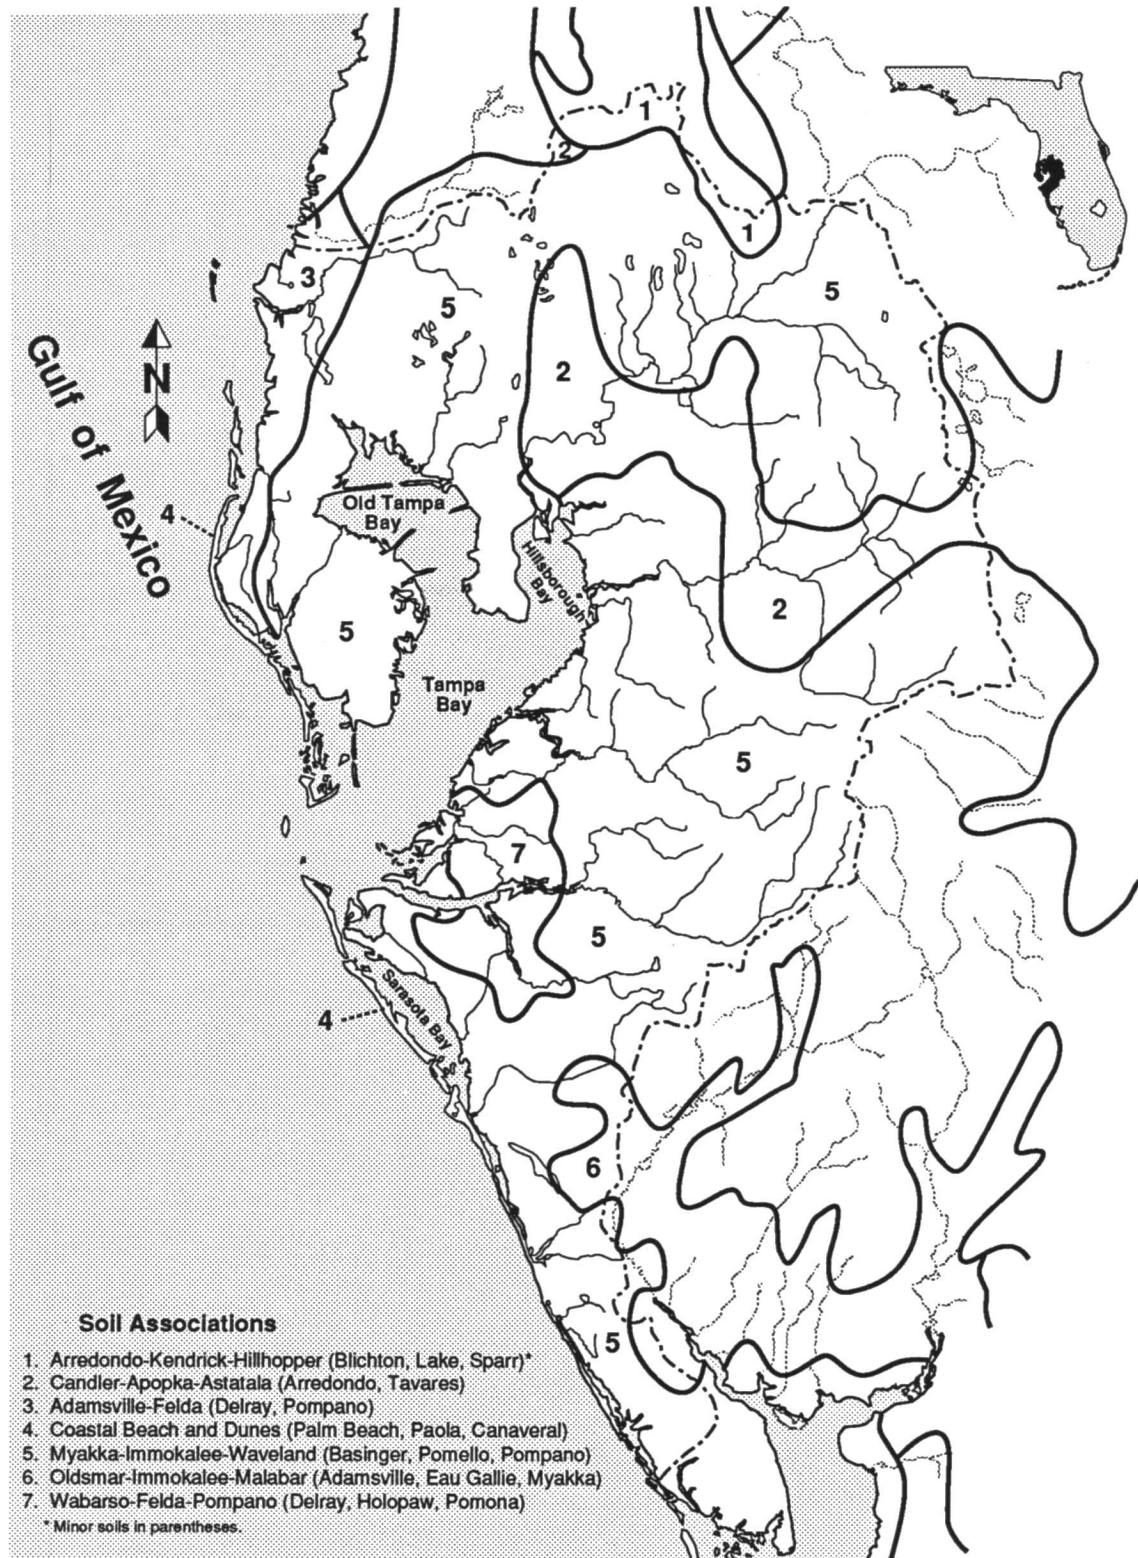 1
2
1
3
5
5
N
2
Gulf of Mexico
4
Old Tampa
Bay
Hillsborough
Bay
2
5
Tampa
Bay
5
7
5
Sarasota Bay
4
6
5
Soil Associations
1. Arredondo-Kendrick-Hillhopper (Blichton, Lake, Sparr)*
2. Candler-Apopka-Astatala (Arredondo, Tavares)
3. Adamsville-Felda (Delray, Pompano)
4. Coastal Beach and Dunes (Palm Beach, Paola, Canaveral)
5. Myakka-Immokalee-Waveland (Basinger, Pomello, Pompano)
6. Oldsmar-Immokalee-Malabar (Adamsville, Eau Gallie, Myakka)
7. Wabarso-Felda-Pompano (Delray, Holopaw, Pomona)
* Minor soils in parentheses.